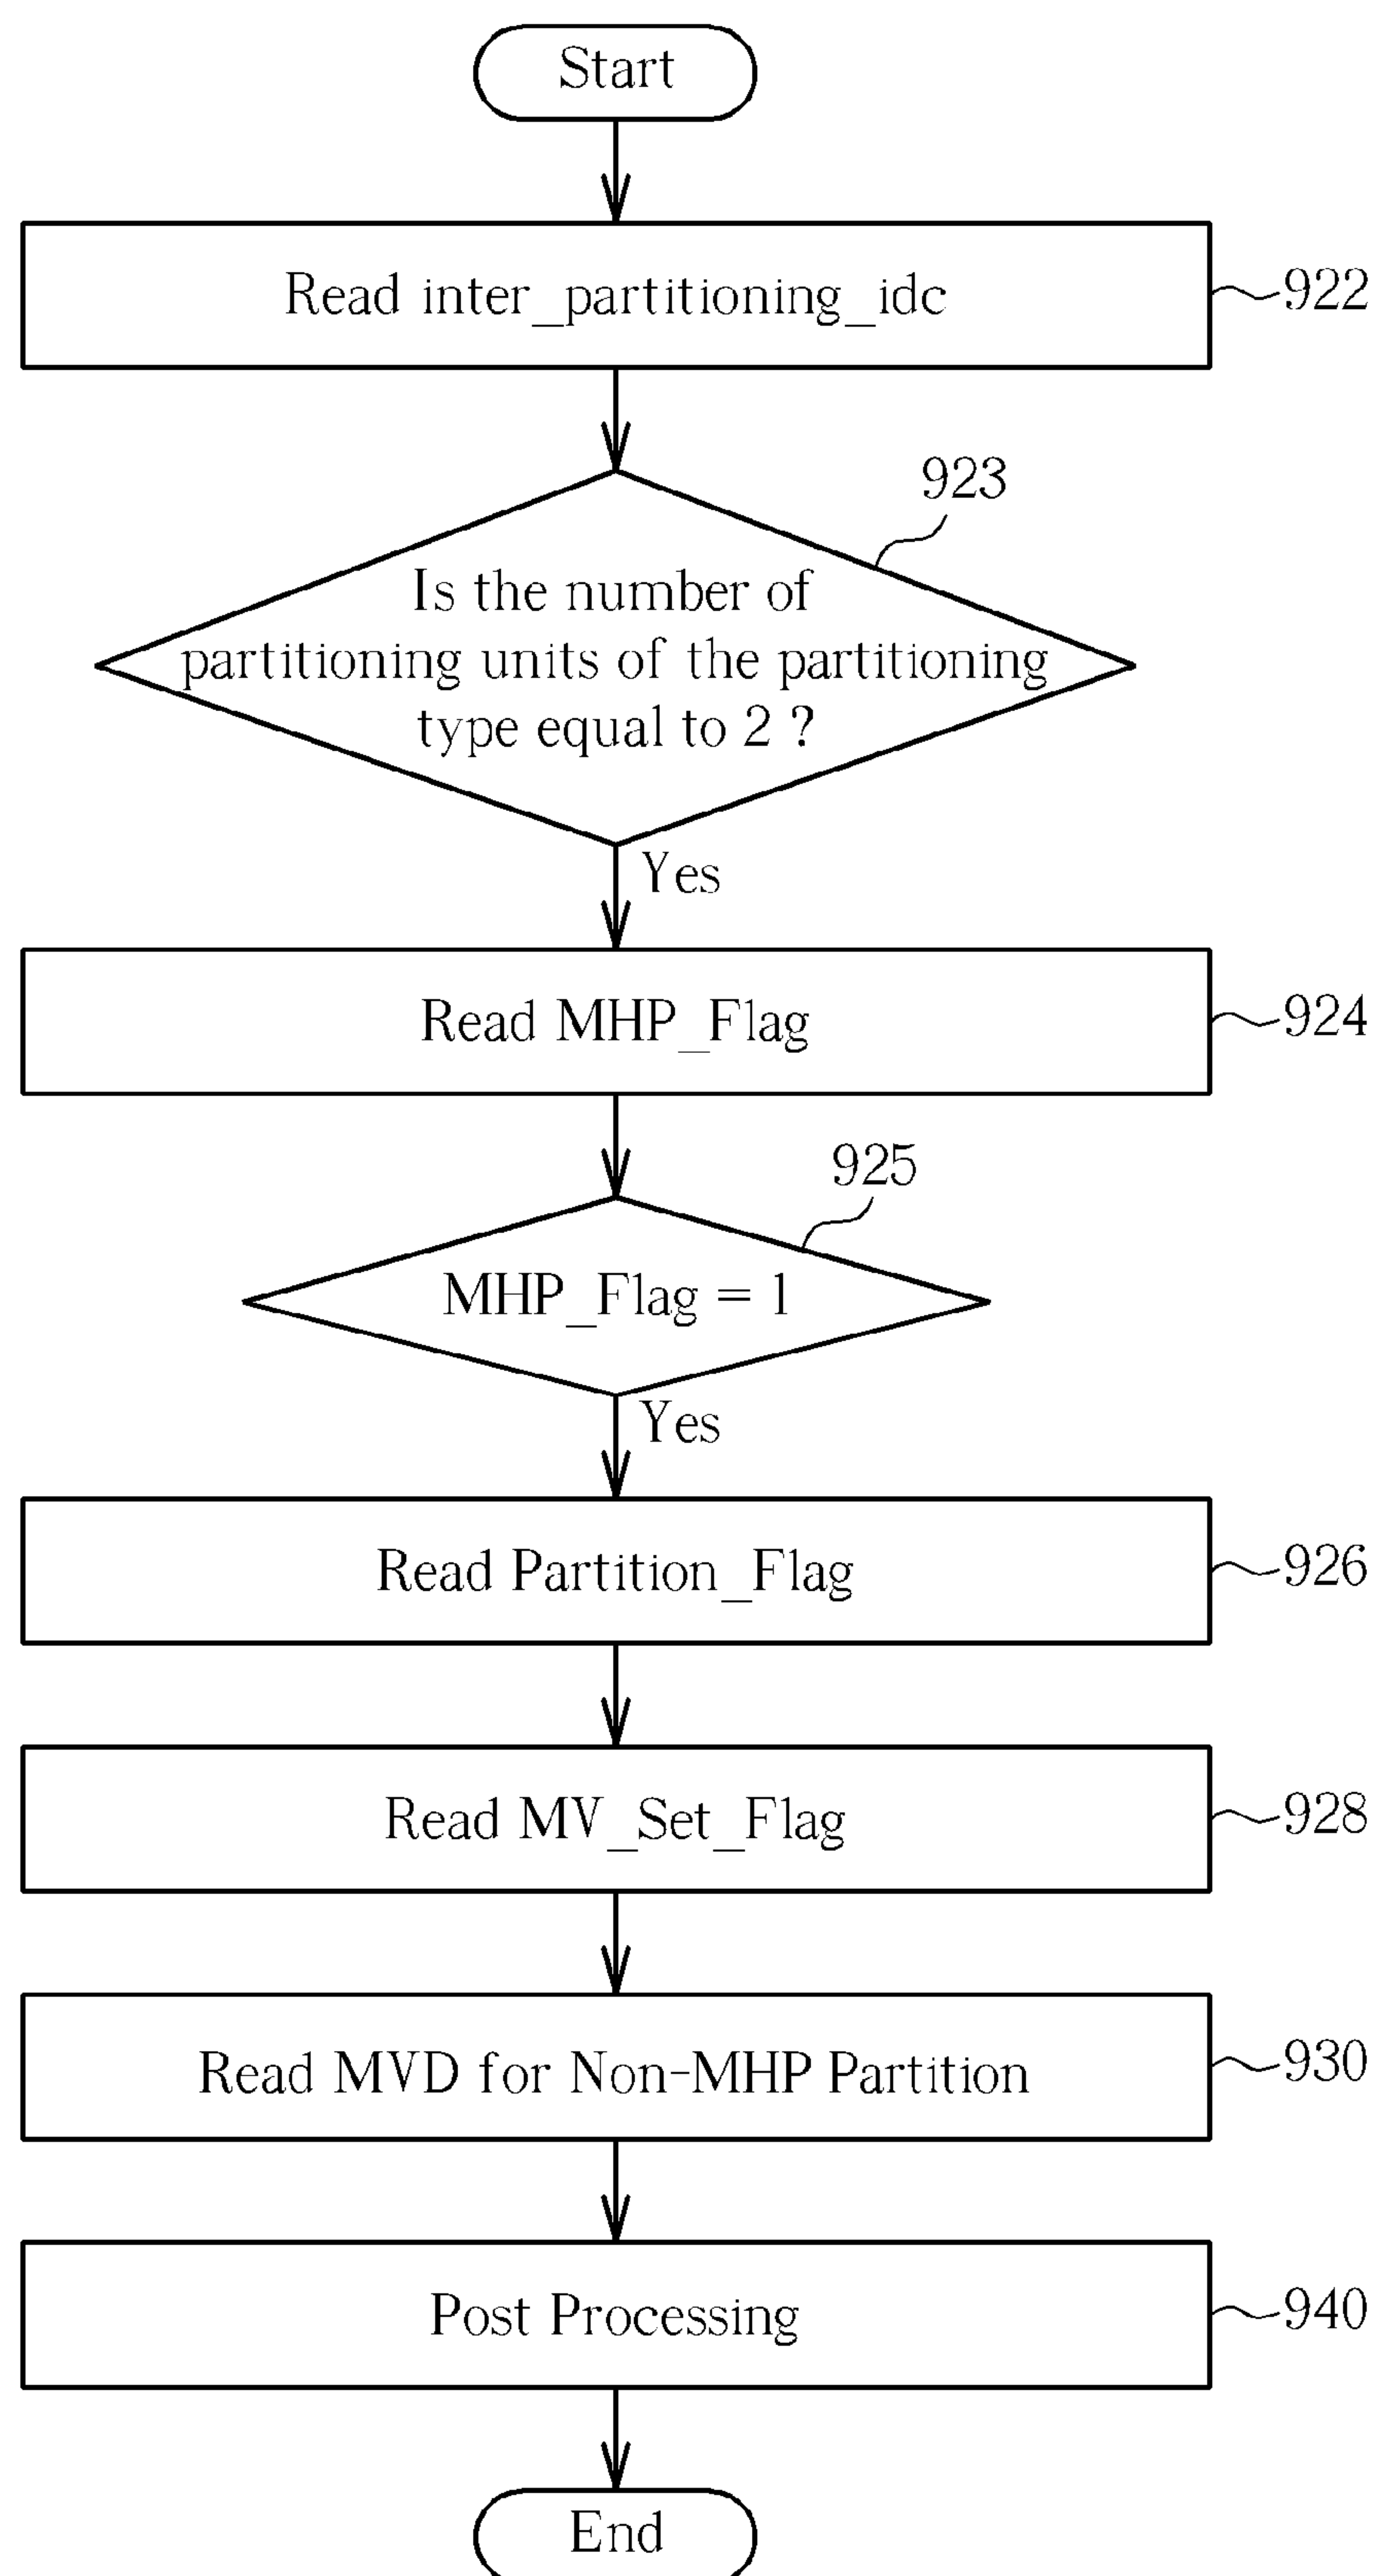 Start
Read inter_partitioning_idc
922
923
Is the number of
partitioning units of the partitioning
type equal to 2 ?
Yes
Read MHP_Flag
924
925
MHP_Flag = 1
Yes
Read Partition_Flag
926
Read MV_Set_Flag
928
Read MVD for Non-MHP Partition
930
Post Processing
940
End